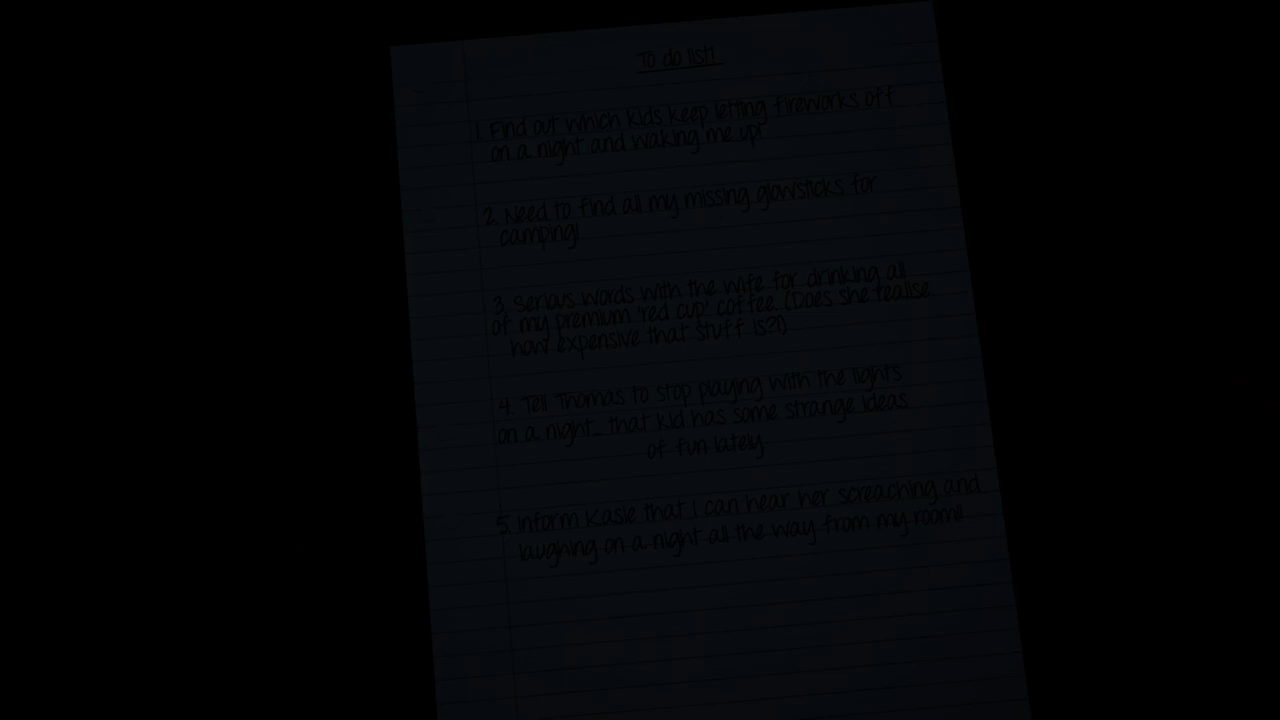 To do list!
1. Find out which kids keep letting fireworks off
on a night and waking me up!
2. Need to find all my missing glowsticks for
camping!
3. Serious words with the wife for drinking all
of my premium 'red cup' coffee. (Does she realise
how expensive that stuff is?!)
4. Tell Thomas to stop playing with the lights
on a night... that kid has some strange ideas
of fun lately
5. Inform Kasie that I can hear her screaching and
laughing on a night all the way from my room!!